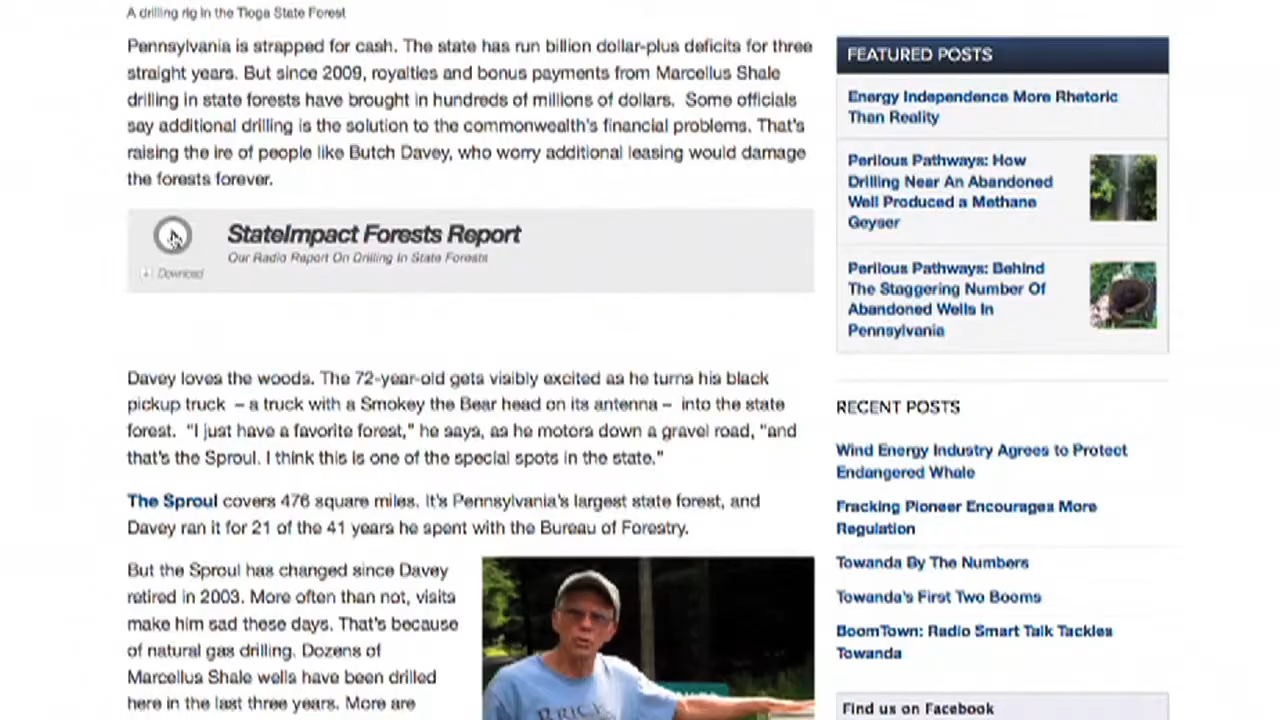 A drilling rig in the Tioga State Forest
Pennsylvania is strapped for cash. The state has run billion dollar-plus deficits for three
straight years. But since 2009, royalties and bonus payments from Marcellus Shale
drilling in state forests have brought in hundreds of millions of dollars. Some officials
say additional drilling is the solution to the commonwealth's financial problems. That's
raising the ire of people like Butch Davey, who worry additional leasing would damage
the forests forever.
StateImpact Forests Report
Our Radio Report On Drilling In State Forests
Download
Davey loves the woods. The 72-year-old gets visibly excited as he turns his black
pickup truck – a truck with a Smokey the Bear head on its antenna – into the state
forest. “I just have a favorite forest,” he says, as he motors down a gravel road, “and
that's the Sproul. I think this is one of the special spots in the state.”
The Sproul covers 476 square miles. It's Pennsylvania's largest state forest, and
Davey ran it for 21 of the 41 years he spent with the Bureau of Forestry.
But the Sproul has changed since Davey
retired in 2003. More often than not, visits
make him sad these days. That's because
of natural gas drilling. Dozens of
Marcellus Shale wells have been drilled
here in the last three years. More are
FEATURED POSTS
Energy Independence More Rhetoric
Than Reality
Perilous Pathways: How
Drilling Near An Abandoned
Well Produced a Methane
Geyser
Perilous Pathways: Behind
The Staggering Number Of
Abandoned Wells In
Pennsylvania
RECENT POSTS
Wind Energy Industry Agrees to Protect
Endangered Whale
Fracking Pioneer Encourages More
Regulation
Towanda By The Numbers
Towanda's First Two Booms
BoomTown: Radio Smart Talk Tackles
Towanda
Find us on Facebook